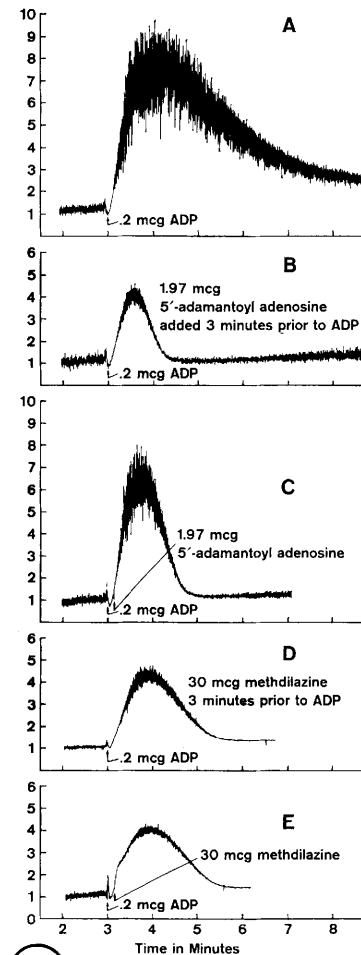 A
10
9
8
7
6
5
4
3
2
1
.2 mcg ADP
B
6
5
4
3
2
1
0
1.97 mcg
5′-adamantoyl adenosine
added 3 minutes prior to ADP
.2 mcg ADP
C
10
9
8
7
6
5
4
3
2
1
1.97 mcg
5′-adamantoyl adenosine
.2 mcg ADP
D
6
5
4
3
2
1
30 mcg methdilazine
3 minutes prior to ADP
.2 mcg ADP
E
6
5
4
3
2
1
0
30 mcg methdilazine
.2 mcg ADP
2 3 4 5 6 7 8
Time in Minutes